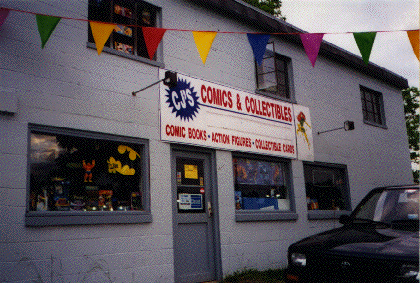 CJ'S
COMICS & COLLECTIBLES
COMIC BOOKS • ACTION FIGURES • COLLECTIBLE CARDS